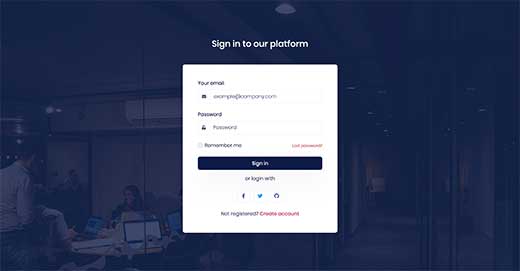 Sign in to our platform
Your email
example@company.com
Password
Password
Remember me
Lost password?
Sign in
or login with
Not registered? Create account